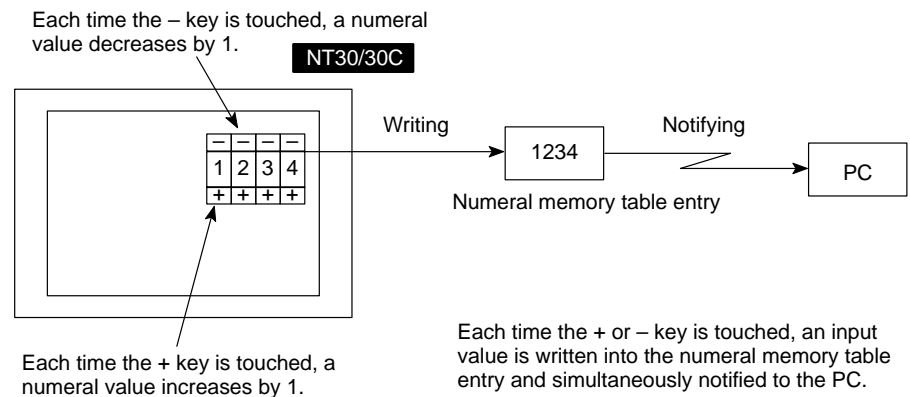 Each time the – key is touched, a numeral
value decreases by 1.
NT30/30C
– – – –
1 2 3 4
+ + + +
Writing
1234
Notifying
PC
Numeral memory table entry
Each time the + key is touched, a
numeral value increases by 1.
Each time the + or – key is touched, an input
value is written into the numeral memory table
entry and simultaneously notified to the PC.